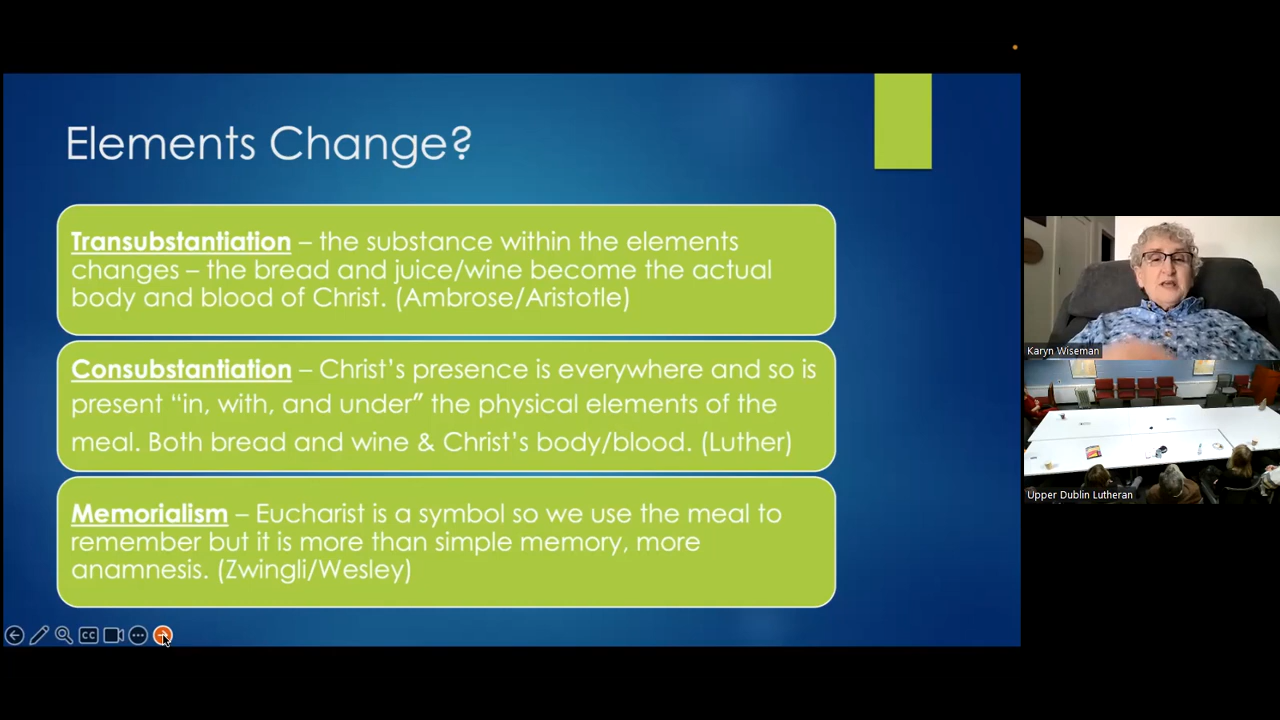 Elements Change?
Transubstantiation – the substance within the elements
changes – the bread and juice/wine become the actual
body and blood of Christ. (Ambrose/Aristotle)
Consubstantiation – Christ’s presence is everywhere and so is
present “in, with, and under” the physical elements of the
meal. Both bread and wine & Christ’s body/blood. (Luther)
Memorialism – Eucharist is a symbol so we use the meal to
remember but it is more than simple memory, more
anamnesis. (Zwingli/Wesley)
CC
Karyn Wiseman
Upper Dublin Lutheran